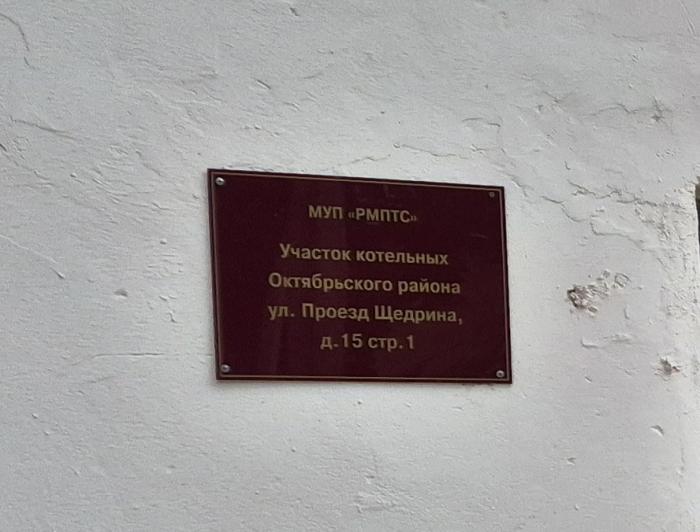 МУП «РМПТС»
Участок котельных
Октябрьского района
ул. Проезд Щедрина,
д.15 стр.1